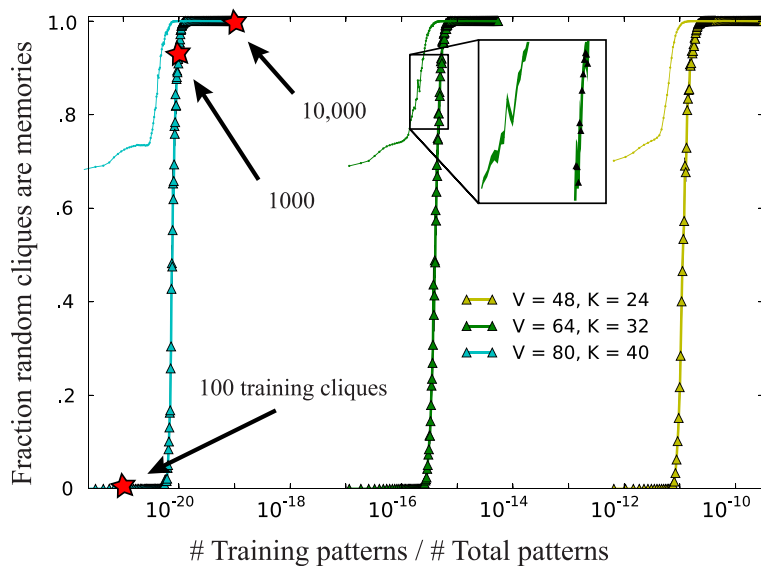 Fraction random cliques are memories
1.0
.8
.6
.4
.2
0
10,000
1000
100 training cliques
V = 48, K = 24
V = 64, K = 32
V = 80, K = 40
10⁻²⁰ 10⁻¹⁸ 10⁻¹⁶ 10⁻¹⁴ 10⁻¹² 10⁻¹⁰
# Training patterns / # Total patterns